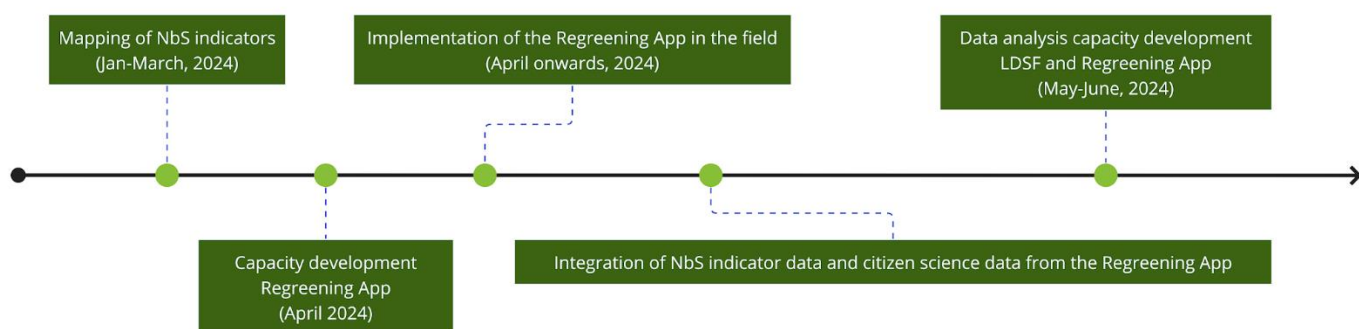 Mapping of NbS indicators
(Jan-March, 2024)
Implementation of the Regreening App in the field
(April onwards, 2024)
Data analysis capacity development
LDSF and Regreening App
(May-June, 2024)
Capacity development
Regreening App
(April 2024)
Integration of NbS indicator data and citizen science data from the Regreening App